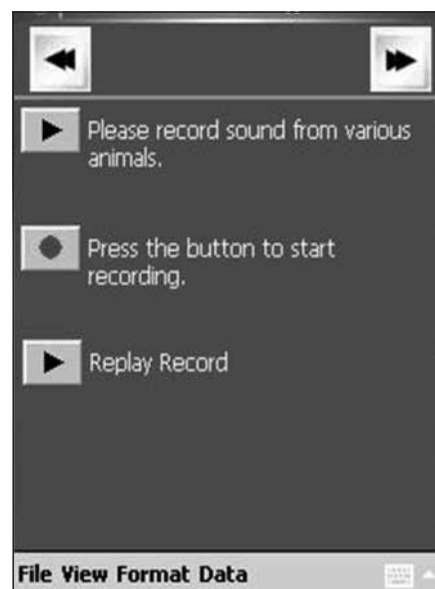 Please record sound from various
animals.
Press the button to start
recording.
Replay Record
File View Format Data